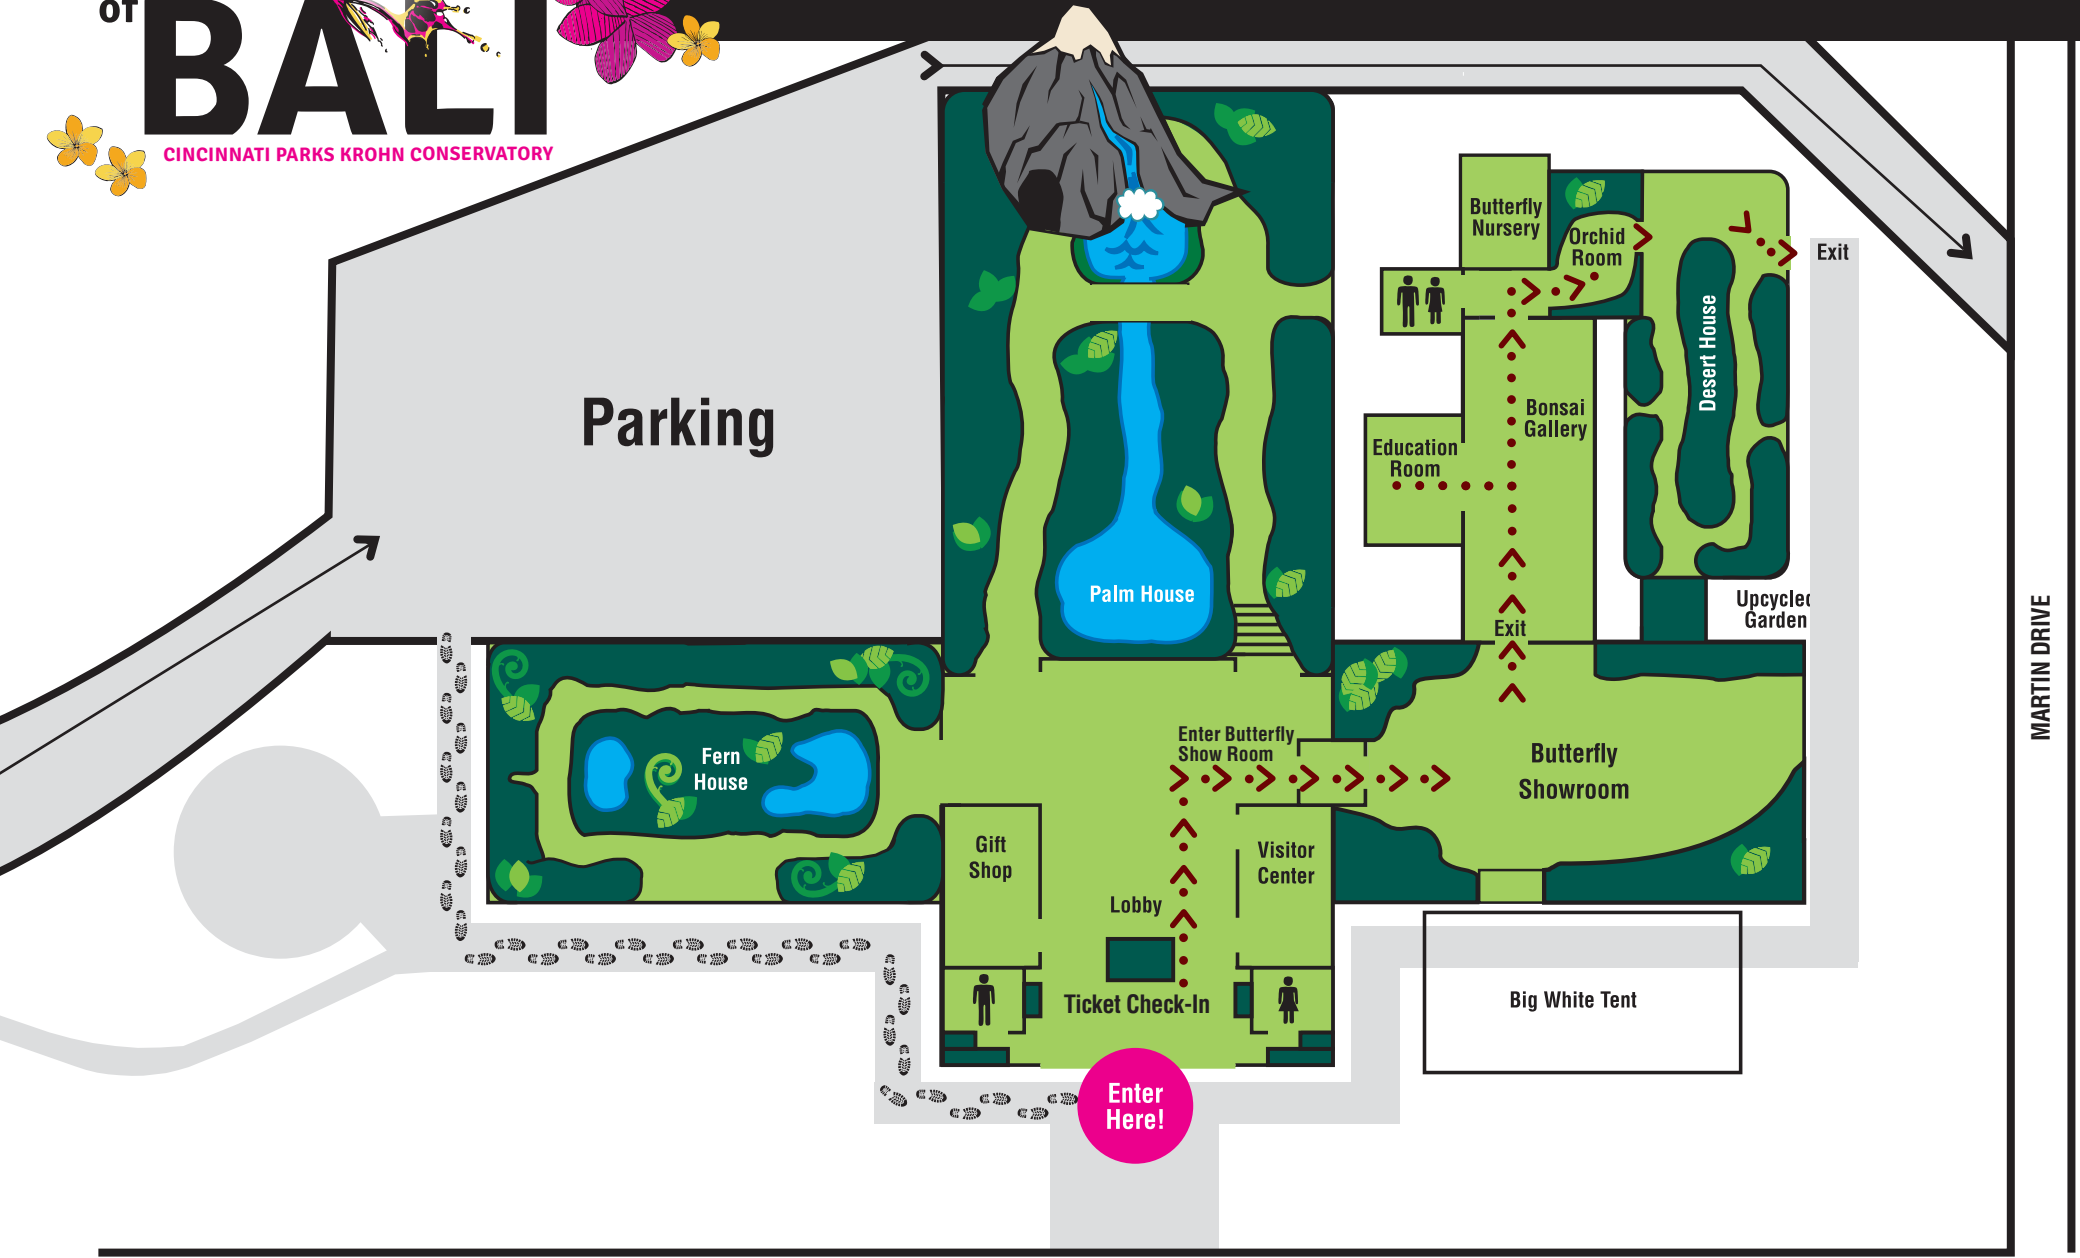 OF
BALI
CINCINNATI PARKS KROHN CONSERVATORY
Parking
Butterfly
Nursery
Orchid
Room
Exit
Desert House
Bonsai
Gallery
Education
Room
Palm House
Upcycled
Garden
Exit
MARTIN DRIVE
Enter Butterfly
Show Room
Butterfly
Showroom
Fern
House
Gift
Shop
Visitor
Center
Lobby
Ticket Check-In
Big White Tent
Enter
Here!